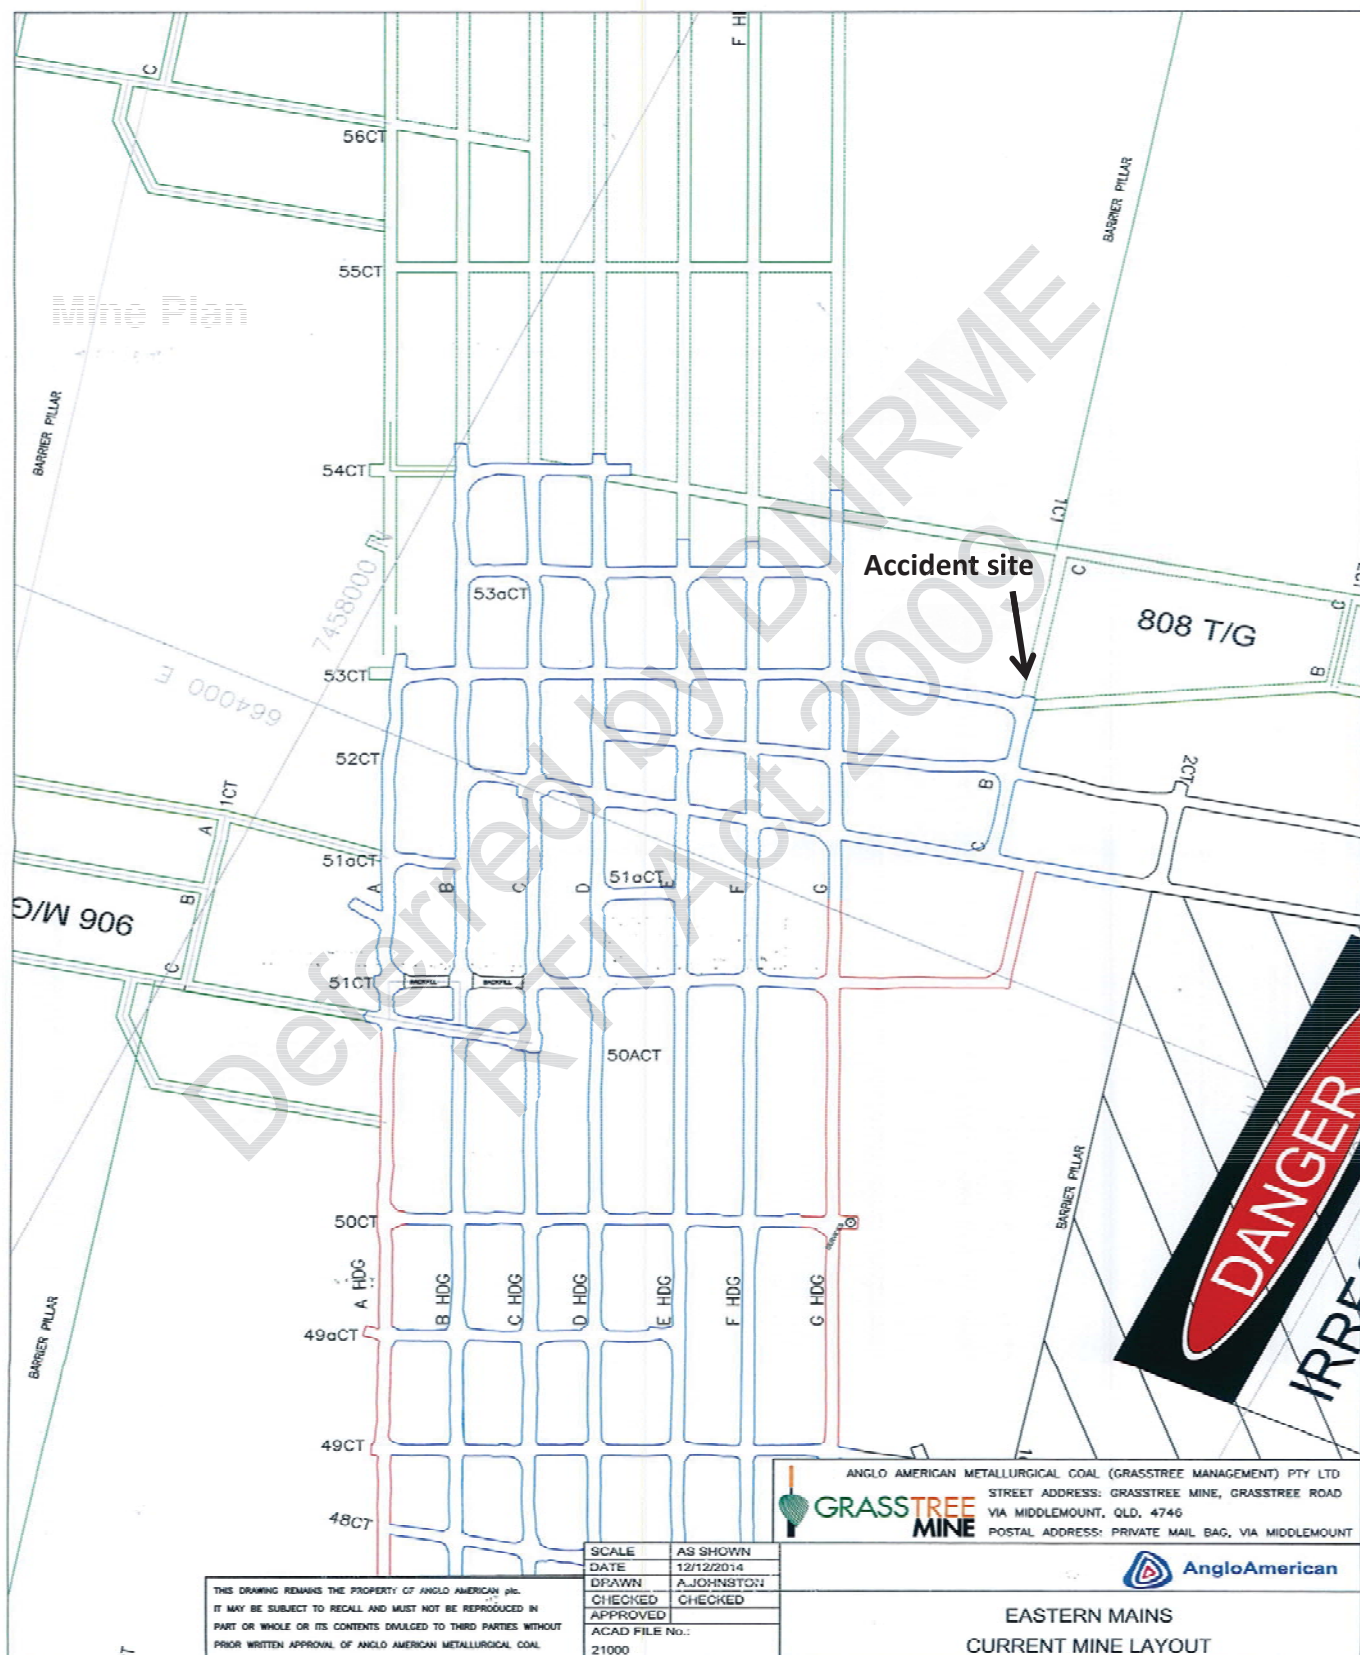 F H
C
56CT
BARRIER PILLAR
55CT
Mine Plan
BARRIER PILLAR
54CT
1CT
Accident site
C
808 T/G
C
B
7458000 N
53aCT
664000 E
53CT
52CT
2CT
1CT
A
B
C
51aCT
A
B
C
D
51aCT
E
F
G
906 M/G
B
C
51CT
BACKFILL
BACKFILL
50ACT
Deferred by DNRME
RTI Act 2009
DANGER
BARRIER PILLAR
50CT
A HDG
B HDG
C HDG
D HDG
E HDG
F HDG
G HDG
BARRIER PILLAR
49aCT
49CT
48CT
ANGLO AMERICAN METALLURGICAL COAL (GRASSTREE MANAGEMENT) PTY LTD
STREET ADDRESS: GRASSTREE MINE, GRASSTREE ROAD
VIA MIDDLEMOUNT, QLD, 4746
POSTAL ADDRESS: PRIVATE MAIL BAG, VIA MIDDLEMOUNT
GRASSTREE
MINE
SCALE AS SHOWN
DATE 12/12/2014
DRAWN A.JOHNSTON
CHECKED CHECKED
APPROVED
ACAD FILE No.:
21000
AngloAmerican
EASTERN MAINS
CURRENT MINE LAYOUT
THIS DRAWING REMAINS THE PROPERTY OF ANGLO AMERICAN plc.
IT MAY BE SUBJECT TO RECALL AND MUST NOT BE REPRODUCED IN
PART OR WHOLE OR ITS CONTENTS DIVULGED TO THIRD PARTIES WITHOUT
PRIOR WRITTEN APPROVAL OF ANGLO AMERICAN METALLURGICAL COAL